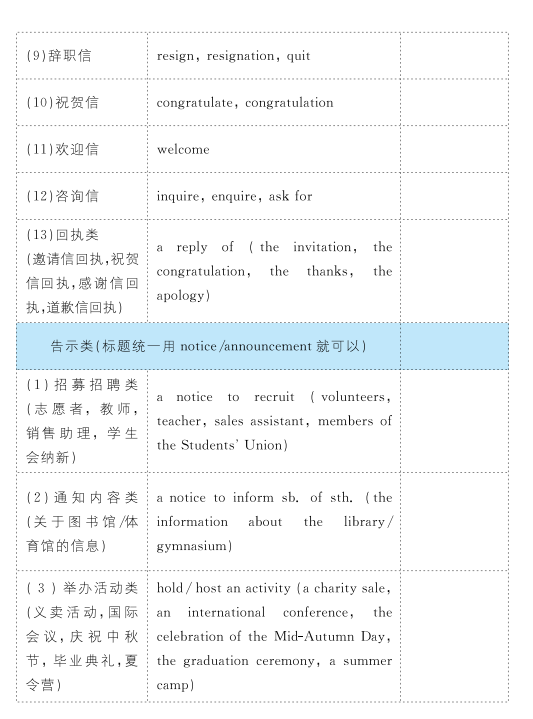 (9)辞职信
resign, resignation, quit
(10)祝贺信
congratulate, congratulation
(11)欢迎信
welcome
(12)咨询信
inquire, enquire, ask for
(13)回执类
(邀请信回执,祝贺
信回执,感谢信回
执,道歉信回执)
a reply of ( the invitation, the
congratulation, the thanks, the
apology)
告示类(标题统一用 notice/announcement 就可以)
(1)招募招聘类
(志愿者, 教师,
销售助理, 学生
会纳新)
a notice to recruit ( volunteers,
teacher, sales assistant, members of
the Students' Union)
(2)通知内容类
(关于图书馆/体
育馆的信息)
a notice to inform sb. of sth. (the
information about the library/
gymnasium)
(3)举办活动类
(义卖活动,国际
会议,庆祝中秋
节,毕业典礼,夏
令营)
hold/host an activity (a charity sale,
an international conference, the
celebration of the Mid-Autumn Day,
the graduation ceremony, a summer
camp)